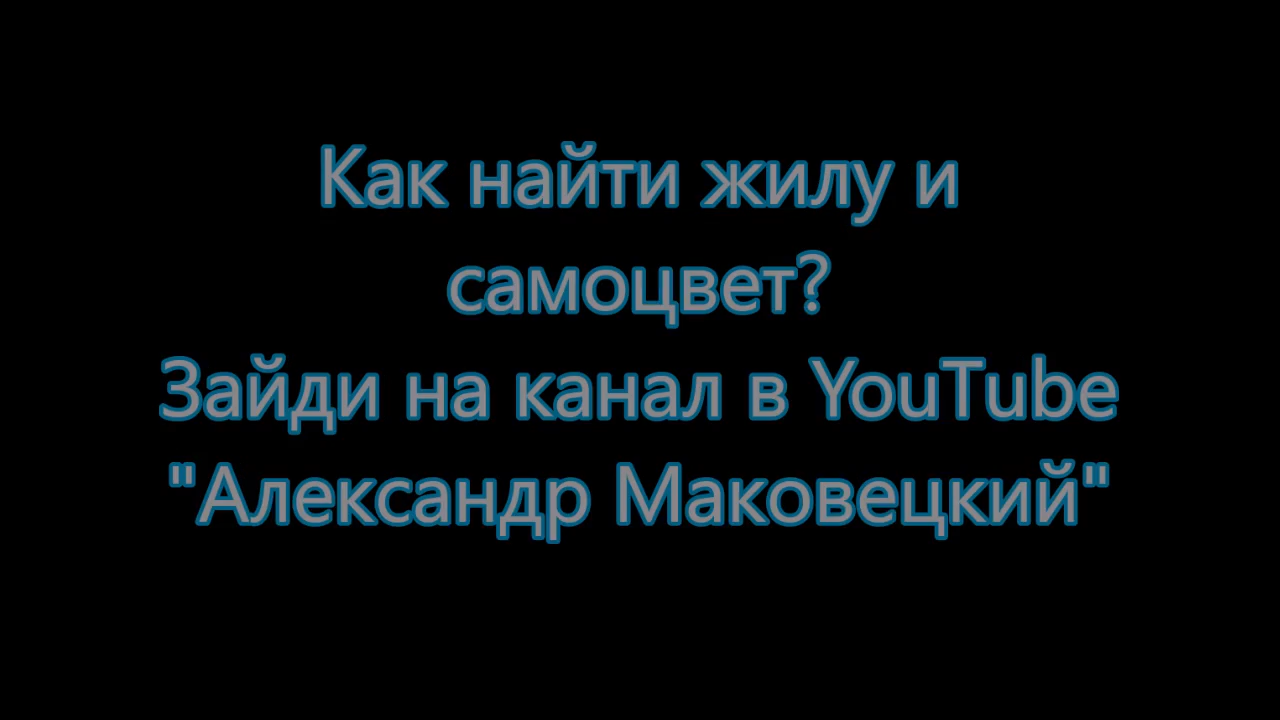 Как найти жилу и
самоцвет?
Зайди на канал в YouTube
"Александр Маковецкий"